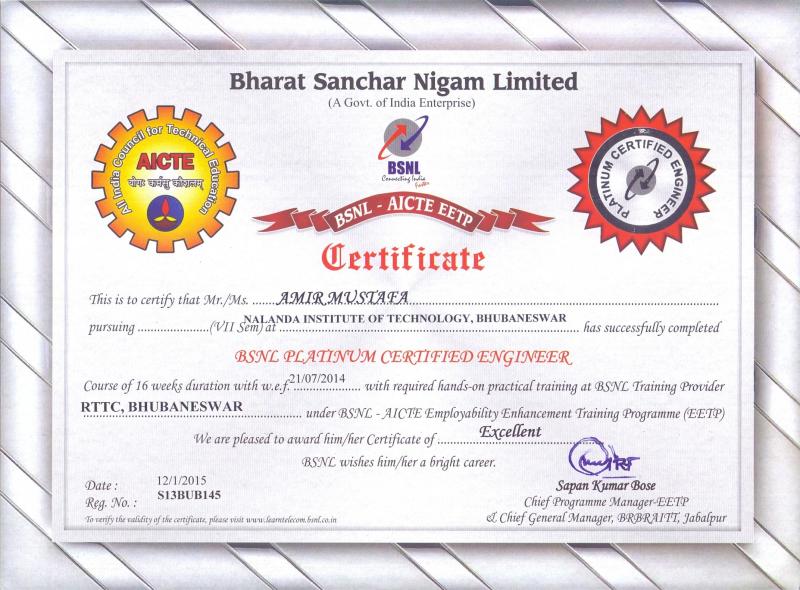 Bharat Sanchar Nigam Limited
(A Govt. of India Enterprise)
All India Council for Technical Education
AICTE
योगः कर्मसु कौशलम्
BSNL
Connecting India
Faster
PLATINUM CERTIFIED ENGINEER
BSNL - AICTE EETP
Certificate
This is to certify that Mr./Ms. ........AMIR MUSTAFA........
pursuing ....................(VII Sem) at NALANDA INSTITUTE OF TECHNOLOGY, BHUBANESWAR has successfully completed
BSNL PLATINUM CERTIFIED ENGINEER
Course of 16 weeks duration with w.e.f. 21/07/2014 with required hands-on practical training at BSNL Training Provider
RTTC, BHUBANESWAR under BSNL - AICTE Employability Enhancement Training Programme (EETP)
We are pleased to award him/her Certificate of Excellent
BSNL wishes him/her a bright career.
Date : 12/1/2015
Reg. No. : S13BUB145
To verify the validity of the certificate, please visit www.learntelecom.bsnl.co.in
Sapan Kumar Bose
Chief Programme Manager-EETP
& Chief General Manager, BRBRAITT, Jabalpur